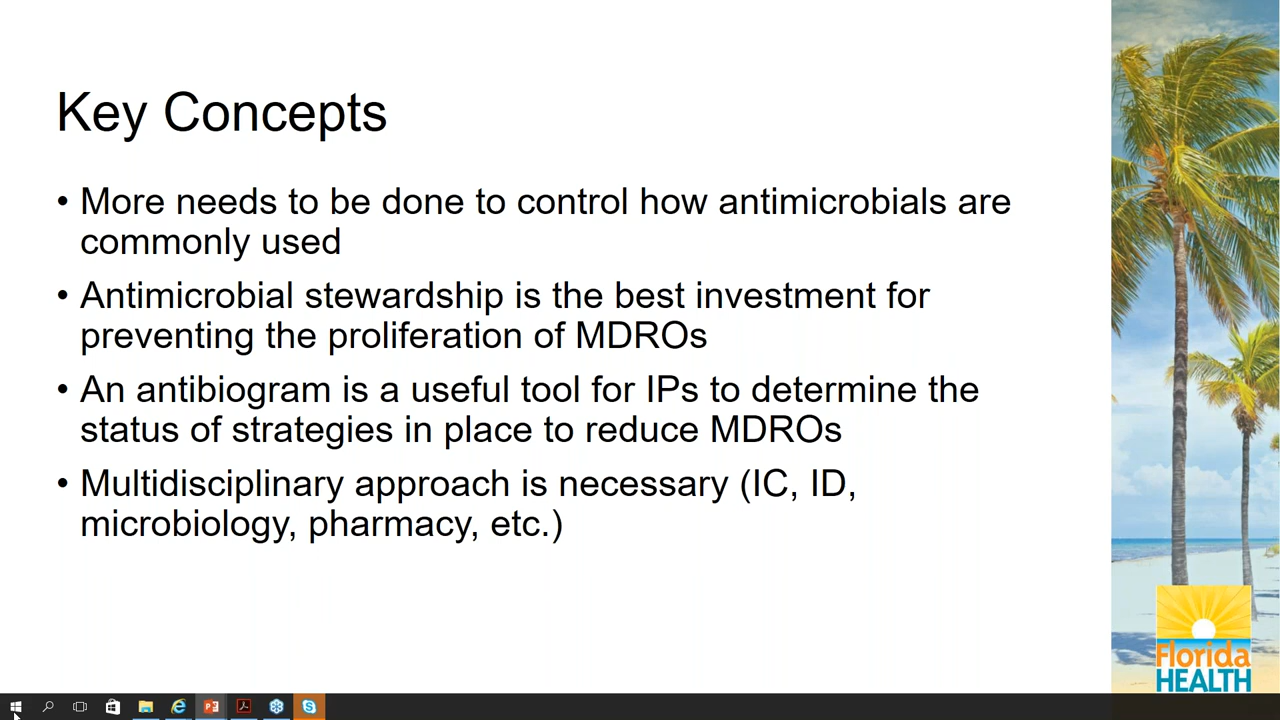 Key Concepts
• More needs to be done to control how antimicrobials are
commonly used
• Antimicrobial stewardship is the best investment for
preventing the proliferation of MDROs
• An antibiogram is a useful tool for IPs to determine the
status of strategies in place to reduce MDROs
• Multidisciplinary approach is necessary (IC, ID,
microbiology, pharmacy, etc.)
Florida
HEALTH